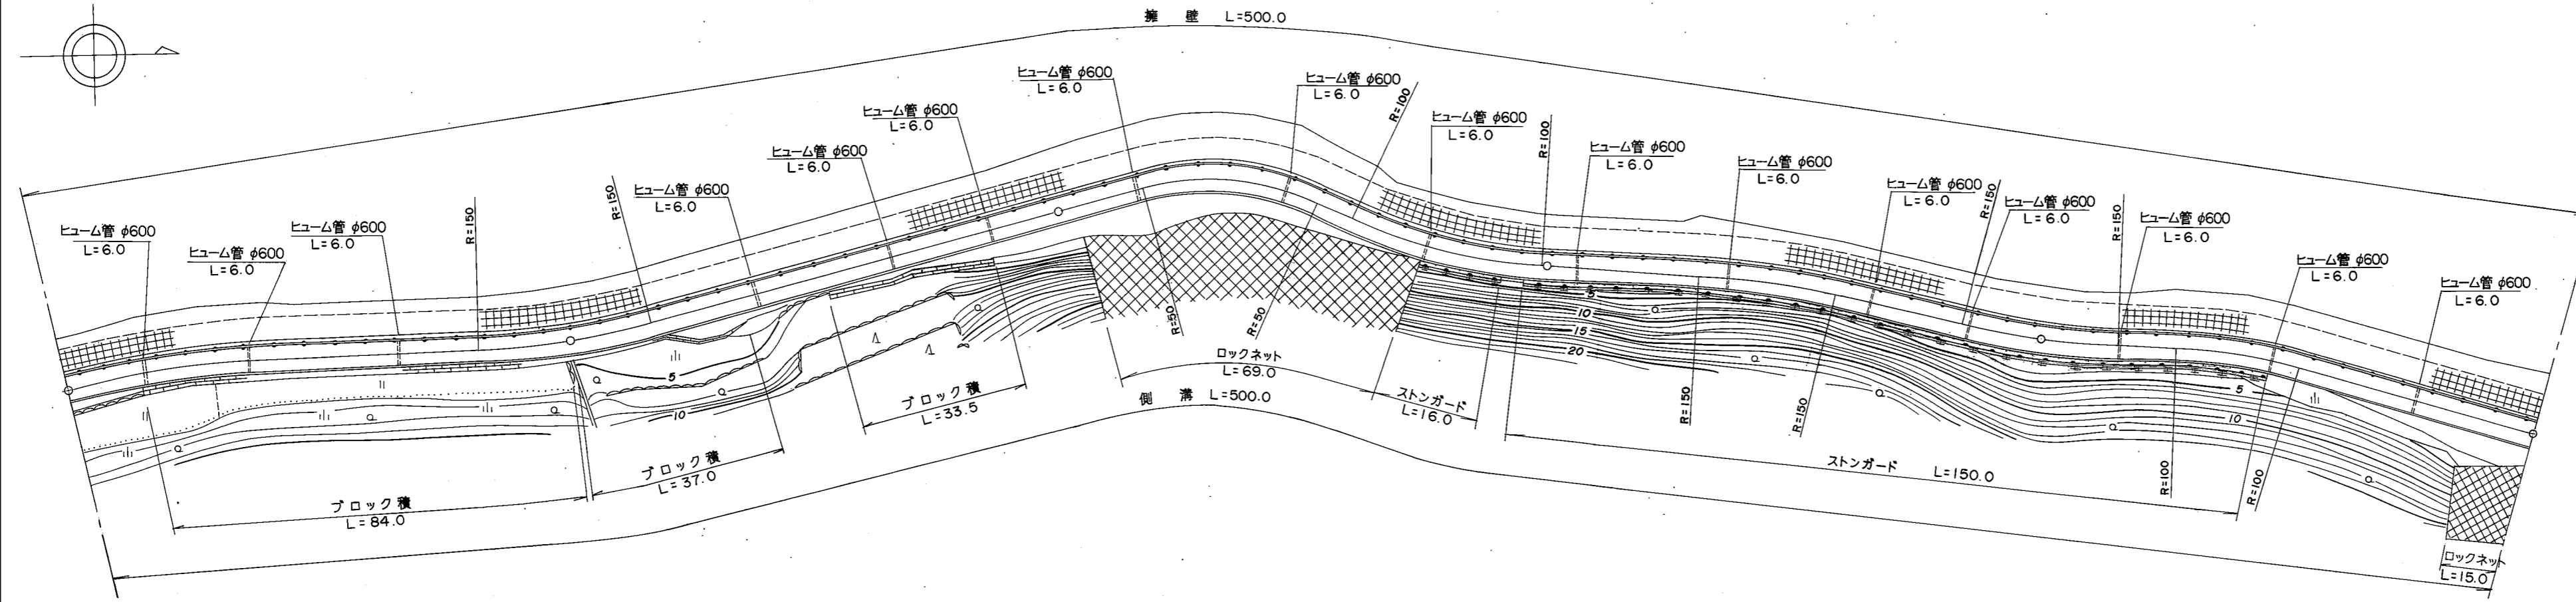 擁 壁 L=500.0
ヒューム管 φ600
L=6.0
ヒューム管 φ600
L=6.0
ヒューム管 φ600
L=6.0
R=150
R=150
ヒューム管 φ600
L=6.0
ヒューム管 φ600
L=6.0
ヒューム管 φ600
L=6.0
ヒューム管 φ600
L=6.0
ヒューム管 φ600
L=6.0
R=100
ヒューム管 φ600
L=6.0
R=100
ヒューム管 φ600
L=6.0
ヒューム管 φ600
L=6.0
ヒューム管 φ600
L=6.0
R=150
ヒューム管 φ600
L=6.0
R=150
ヒューム管 φ600
L=6.0
ヒューム管 φ600
L=6.0
ヒューム管 φ600
L=6.0
5
10
R=50
R=50
5
10
15
20
R=150
R=150
R=100
R=100
5
10
ブロック積
L=84.0
ブロック積
L=37.0
ブロック積
L=33.5
ロックネット
L=69.0
側 溝 L=500.0
ストンガード
L=16.0
ストンガード L=150.0
ロックネット
L=15.0